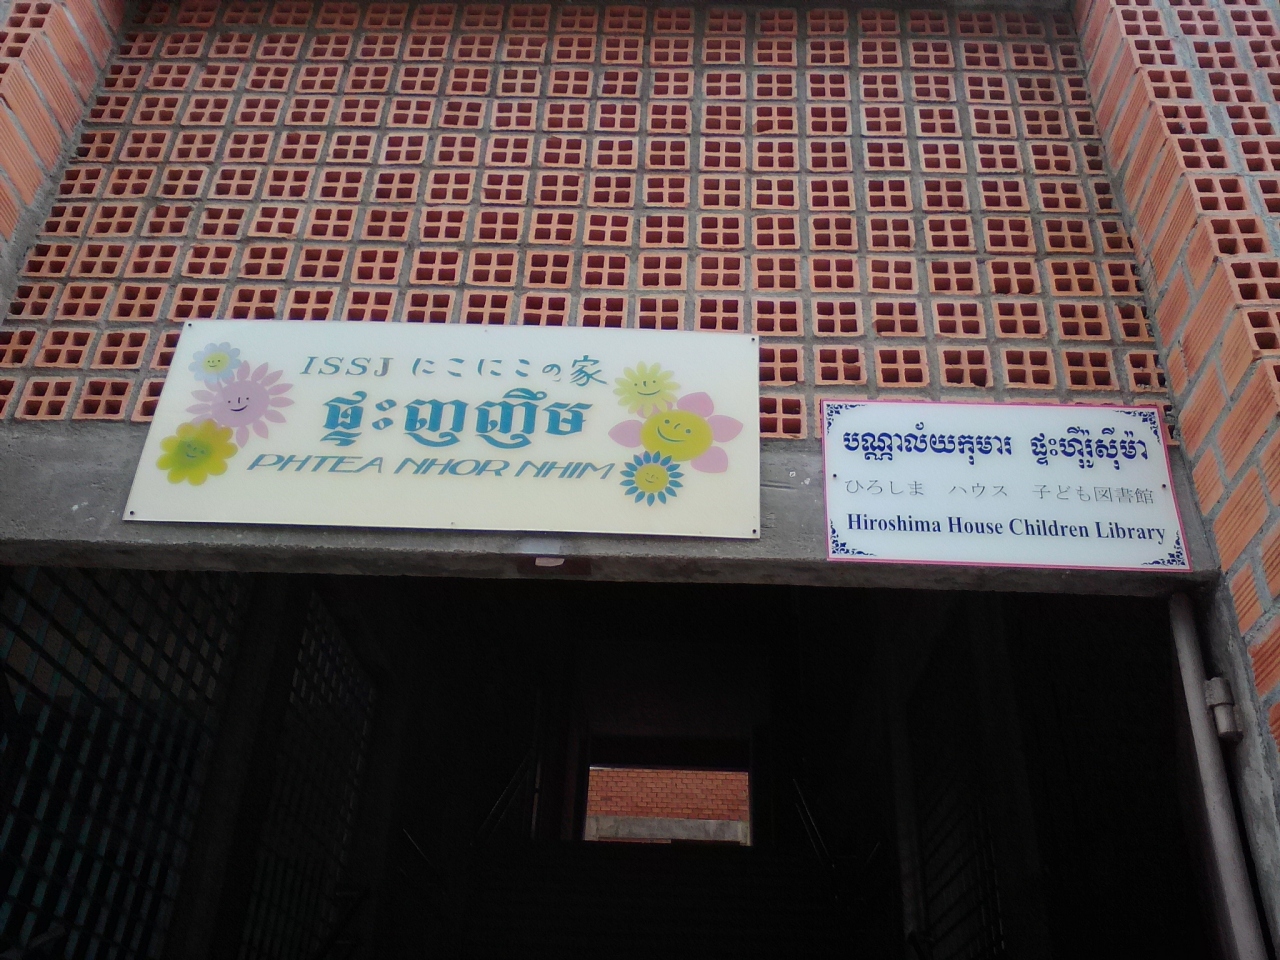 ISSJ にこにこの家
ផ្ទះញញឹម
PHTEA NHOR NHIM
បណ្ណាល័យកុមារ ផ្ទះហ៊ីរ៉ូស៊ីម៉ា
ひろしま ハウス 子ども図書館
Hiroshima House Children Library